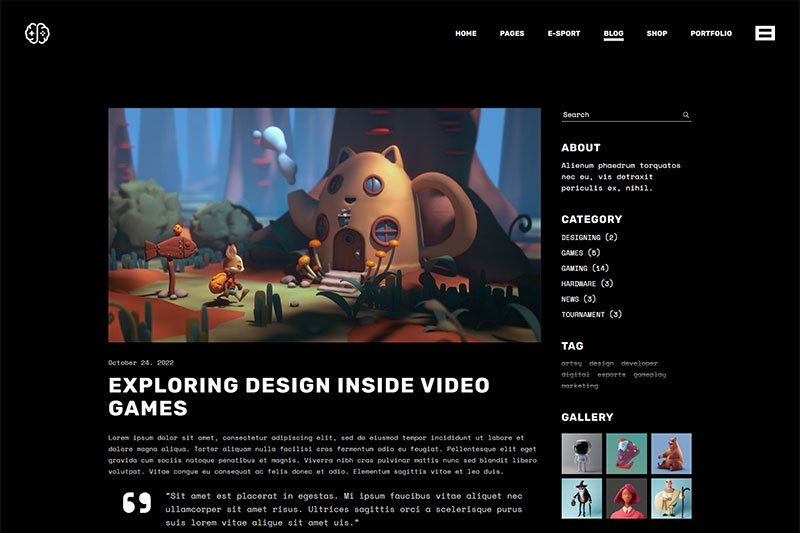 HOME PAGES E-SPORT BLOG SHOP PORTFOLIO
Search
ABOUT
Alienum phaedrum torquatos
nec eu, vis detraxit
periculis ex, nihil.
CATEGORY
DESIGNING (2)
GAMES (5)
GAMING (14)
HARDWARE (3)
NEWS (3)
TOURNAMENT (3)
TAG
artsy design developer
digital esports gameplay
marketing
GALLERY
October 24, 2022
EXPLORING DESIGN INSIDE VIDEO
GAMES
Lorem ipsum dolor sit amet, consectetur adipiscing elit, sed do eiusmod tempor incididunt ut labore et
dolore magna aliqua. Tortor aliquam nulla facilisi cras fermentum odio eu feugiat. Pellentesque elit eget
gravida cum sociis natoque penatibus et magnis. Viverra nibh cras pulvinar mattis nunc sed blandit libero
volutpat. Vitae congue eu consequat ac felis donec et odio. Elementum sagittis vitae et leo duis.
"Sit amet est placerat in egestas. Mi ipsum faucibus vitae aliquet nec
ullamcorper sit amet risus. Ultrices sagittis orci a scelerisque purus
suis lorem vitae aligue sit amet uis."